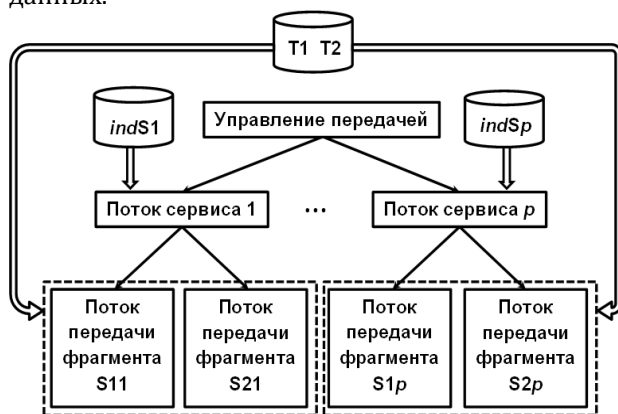 данных.
T1 T2
indS1
Управление передачей
indSp
Поток сервиса 1
...
Поток сервиса p
Поток
передачи
фрагмента
S11
Поток
передачи
фрагмента
S21
Поток
передачи
фрагмента
S1p
Поток
передачи
фрагмента
S2p